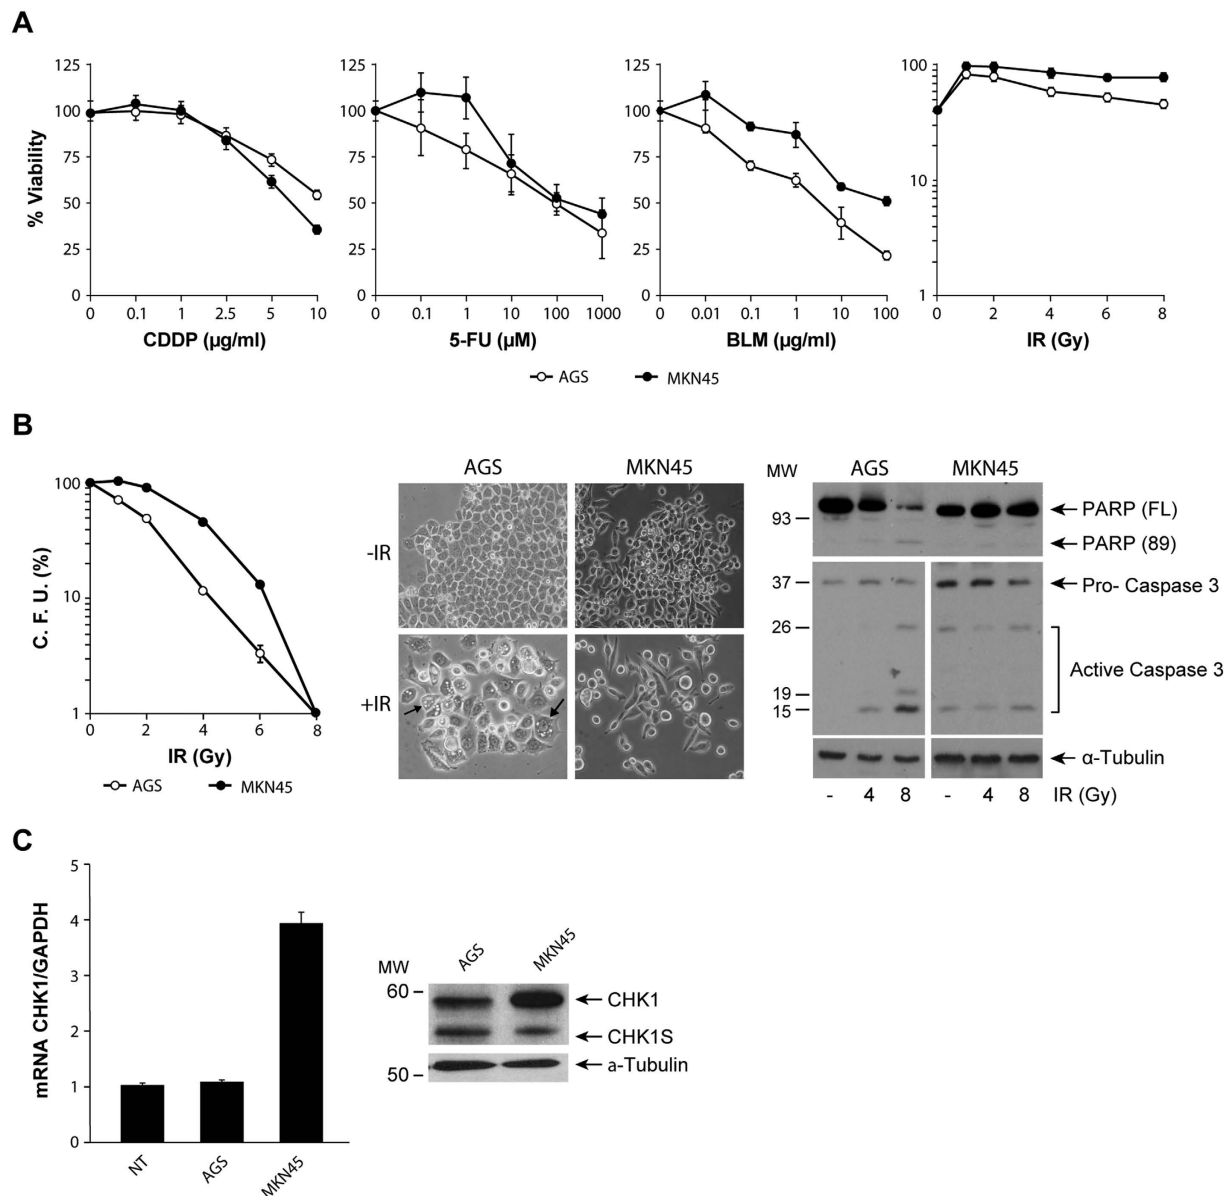 A
% Viability
125
100
75
50
25
0
0 0.1 1 2.5 5 10
CDDP (µg/ml)
125
100
75
50
25
0
0 0.1 1 10 100 1000
5-FU (µM)
125
100
75
50
25
0
0 0.01 0.1 1 10 100
BLM (µg/ml)
100
10
1
0 2 4 6 8
IR (Gy)
AGS MKN45
B
C. F. U. (%)
100
10
1
0 2 4 6 8
IR (Gy)
AGS MKN45
AGS MKN45
-IR
+IR
MW AGS MKN45
93
PARP (FL)
PARP (89)
37
Pro- Caspase 3
26
Active Caspase 3
19
15
α-Tubulin
- 4 8 - 4 8 IR (Gy)
C
mRNA CHK1/GAPDH
5
4
3
2
1
0
NT AGS MKN45
MW AGS MKN45
60
CHK1
CHK1S
a-Tubulin
50